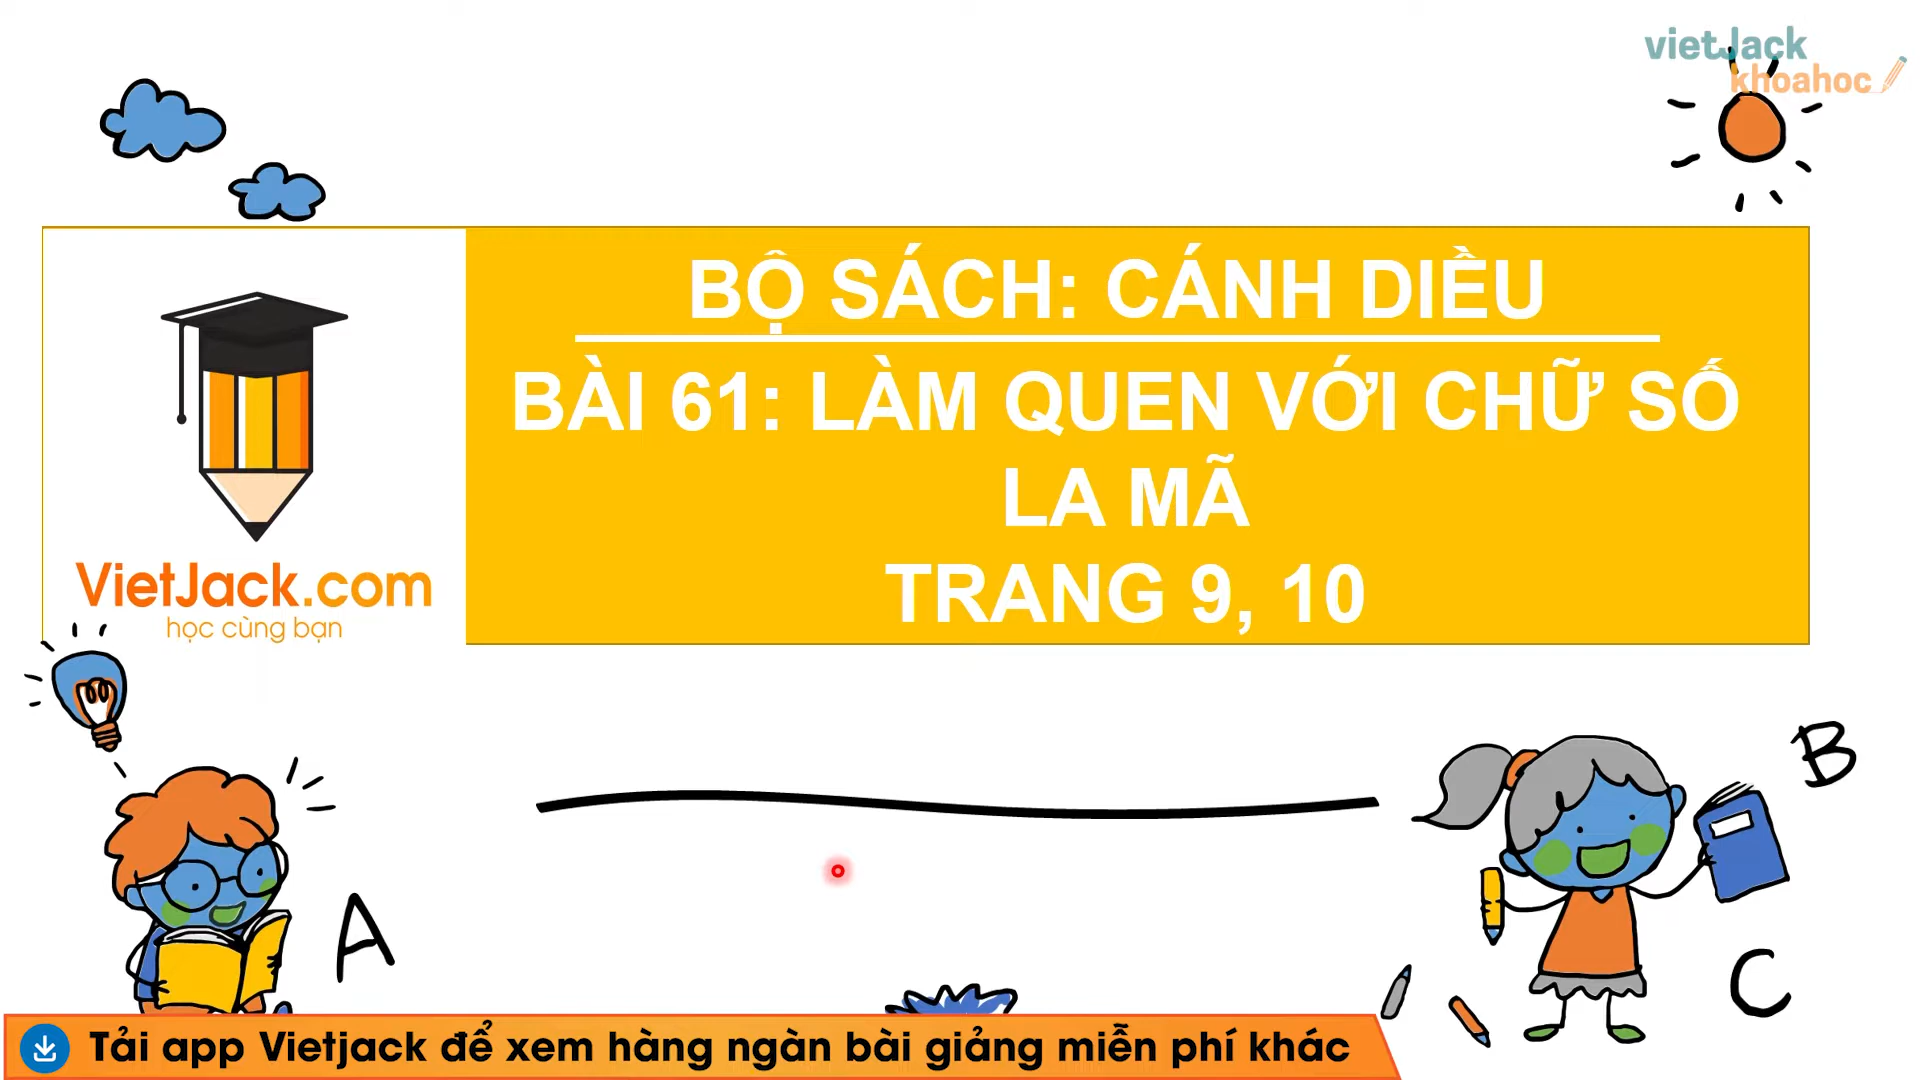 vietJack
khoahoc
BỘ SÁCH: CÁNH DIỀU
BÀI 61: LÀM QUEN VỚI CHỮ SỐ
LA MÃ
TRANG 9, 10
VietJack.com
học cùng bạn
A
B
C
Tải app Vietjack để xem hàng ngàn bài giảng miễn phí khác